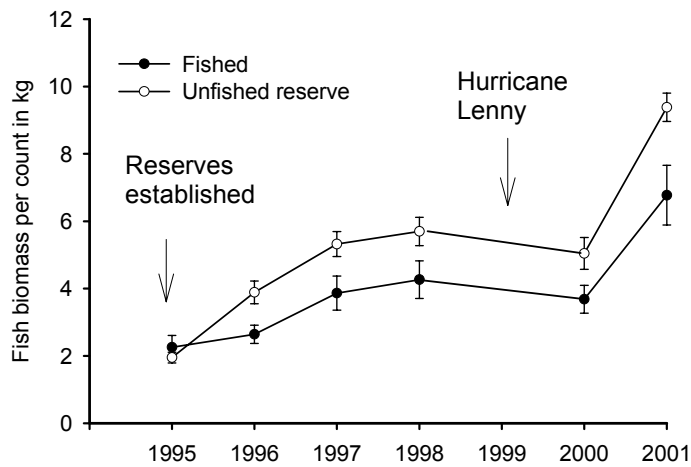 12
10
8
6
4
2
0
Fish biomass per count in kg
Fished
Unfished reserve
Reserves
established
Hurricane
Lenny
1995 1996 1997 1998 1999 2000 2001